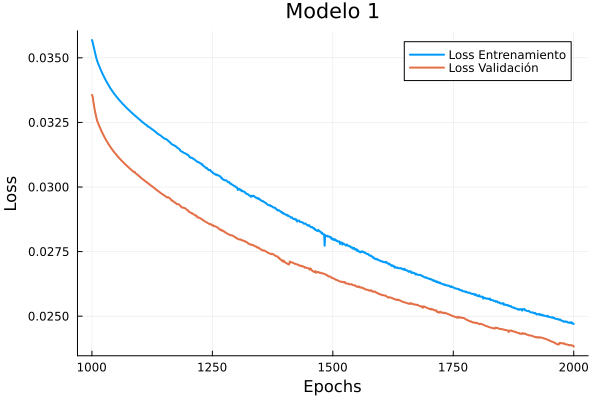 Modelo 1
Loss Entrenamiento
Loss Validación
0.0350
0.0325
0.0300
0.0275
0.0250
Loss
1000 1250 1500 1750 2000
Epochs